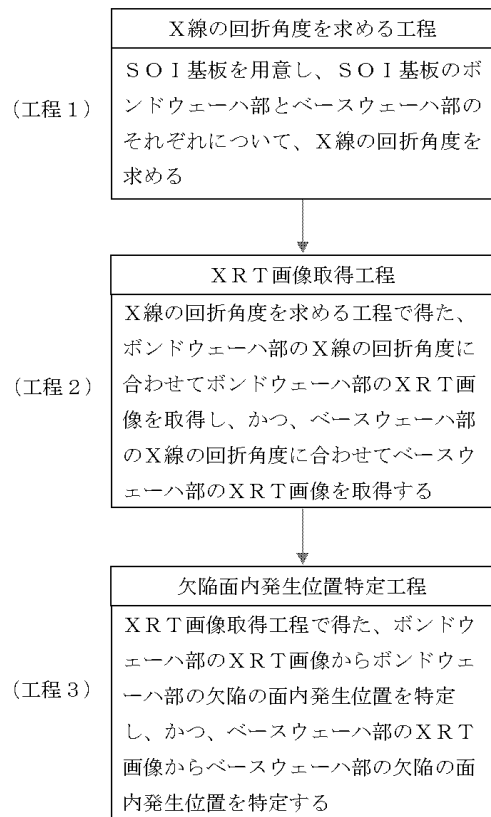 X線の回折角度を求める工程
(工程1)
SOI基板を用意し、SOI基板のボ
ンドウェーハ部とベースウェーハ部の
それぞれについて、X線の回折角度を
求める
XRT画像取得工程
(工程2)
X線の回折角度を求める工程で得た、
ボンドウェーハ部のX線の回折角度に
合わせてボンドウェーハ部のXRT画
像を取得し、かつ、ベースウェーハ部
のX線の回折角度に合わせてベースウ
ェーハ部のXRT画像を取得する
欠陥面内発生位置特定工程
(工程3)
XRT画像取得工程で得た、ボンドウ
ェーハ部のXRT画像からボンドウェ
ーハ部の欠陥の面内発生位置を特定
し、かつ、ベースウェーハ部のXRT
画像からベースウェーハ部の欠陥の面
内発生位置を特定する